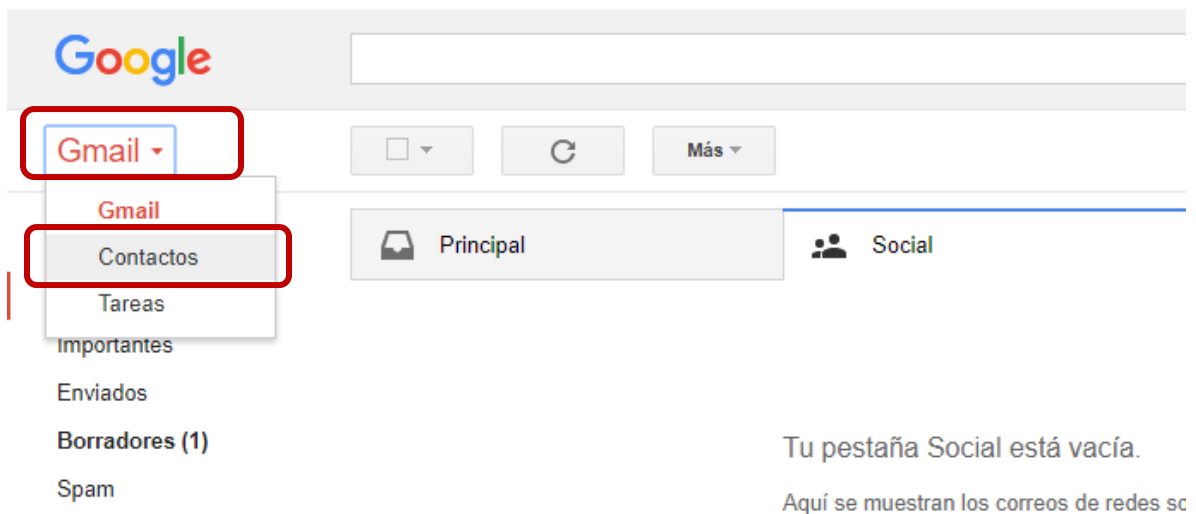 Google
Gmail
Más
Gmail
Contactos
Tareas
Principal
Social
Importantes
Enviados
Borradores (1)
Spam
Tu pestaña Social está vacía.
Aquí se muestran los correos de redes